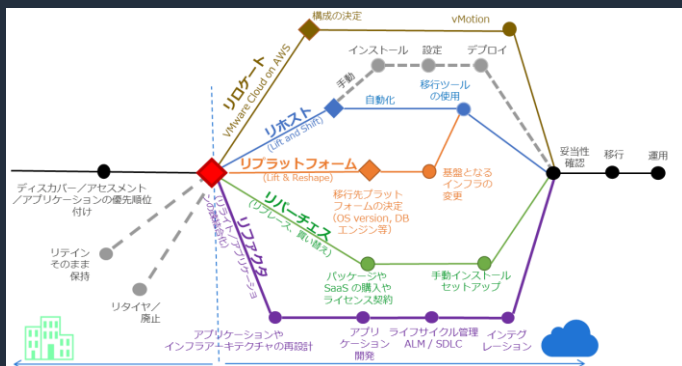 構成の決定
vMotion
リロケート
VMware Cloud on AWS
インストール
設定
デプロイ
手動
リホスト
(Lift and Shift)
自動化
移行ツール
の使用
リプラットフォーム
(Lift & Reshape)
移行先プラット
フォームの決定
(OS version, DB
エンジン等)
基盤となる
インフラの
変更
妥当性
確認
移行
運用
ディスカバー／アセスメント
／アプリケーションの優先順位
付け
リパーチェス
(リプレース、買い替え)
パッケージや
SaaS の購入や
ライセンス契約
手動インストール
セットアップ
リファクタ
リテイン
そのまま
保持
リタイヤ／
廃止
アプリケーションや
インフラアーキテクチャの再設計
アプリ
ケーション
開発
ライフサイクル管理
ALM / SDLC
インテグ
レーション